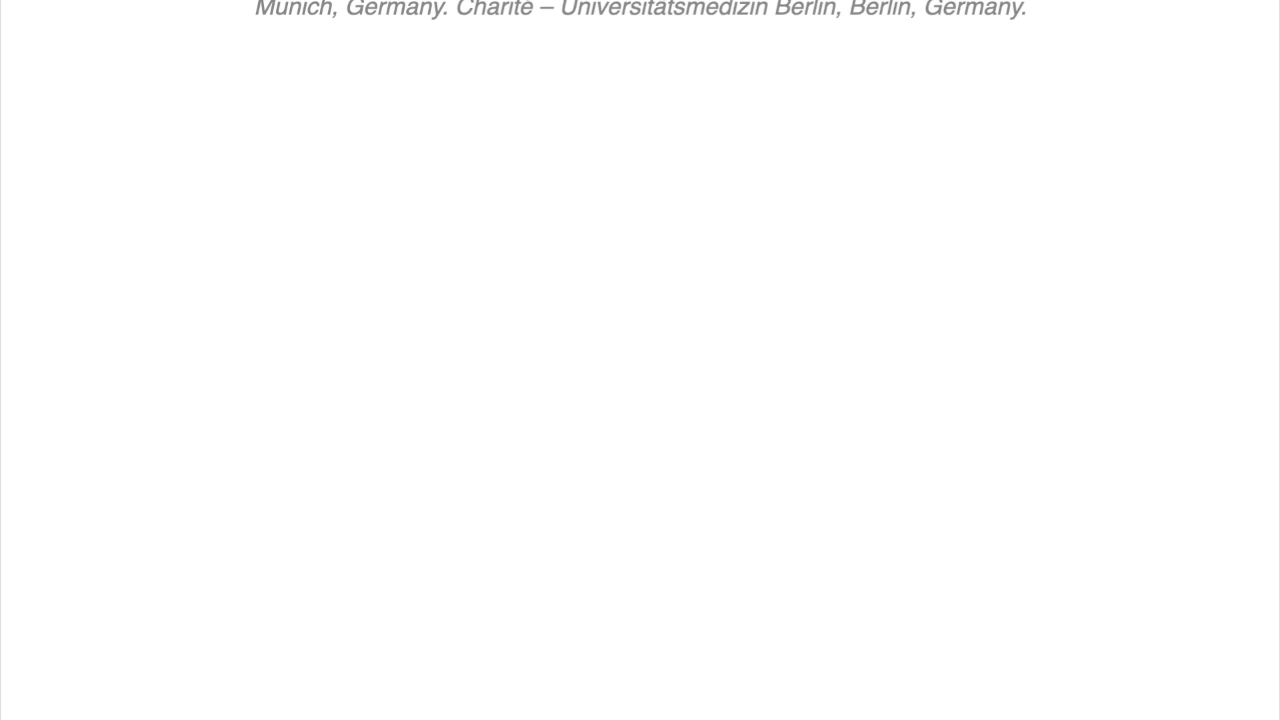 Munich, Germany. Charité – Universitätsmedizin Berlin, Berlin, Germany.